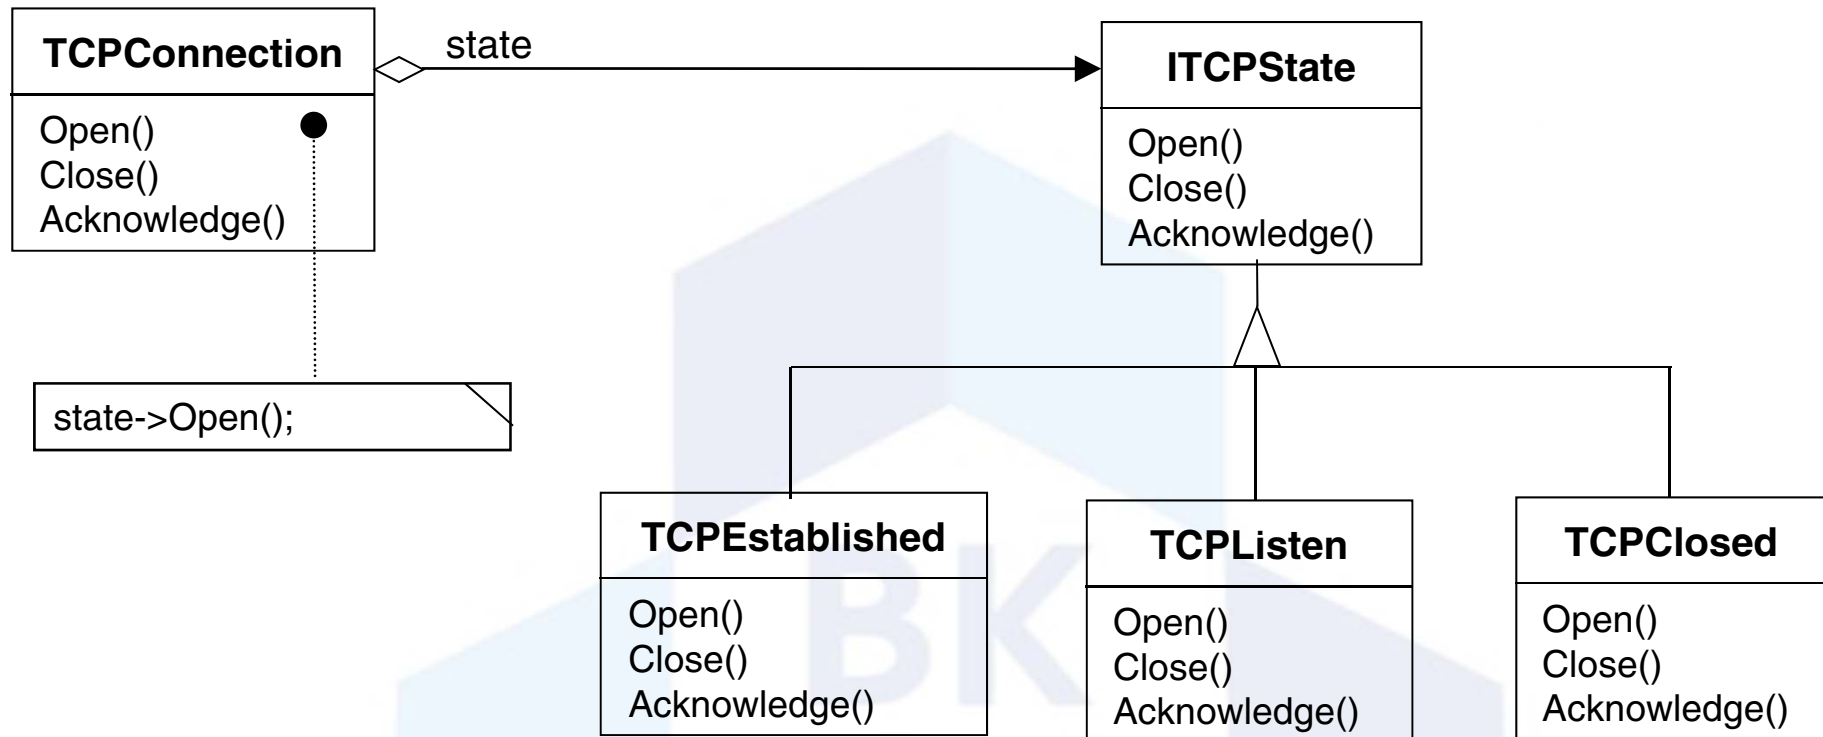 TCPConnection
Open()
Close()
Acknowledge()
state
ITCPState
Open()
Close()
Acknowledge()
state->Open();
TCPEstablished
Open()
Close()
Acknowledge()
TCPListen
Open()
Close()
Acknowledge()
TCPClosed
Open()
Close()
Acknowledge()
BK